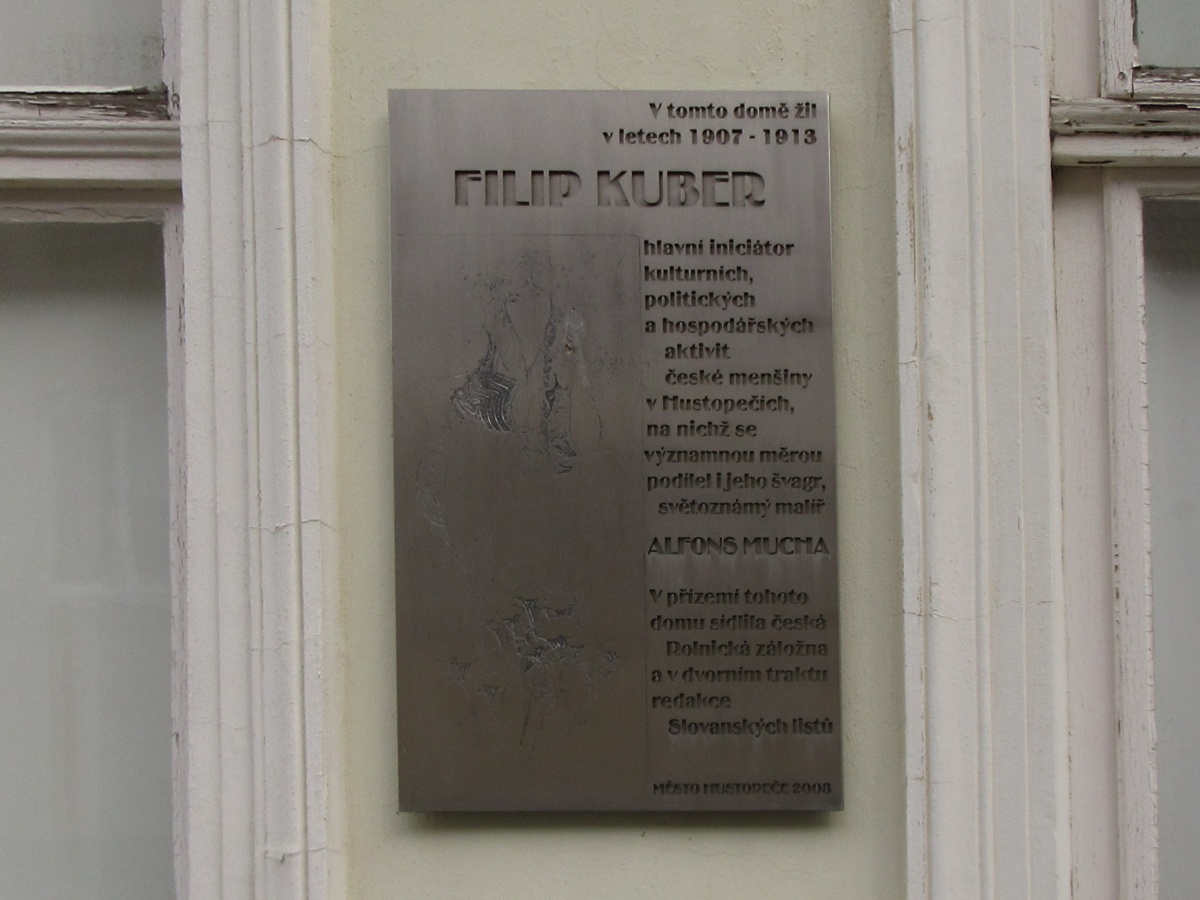 V tomto domě žil
v letech 1907 - 1913
FILIP KUBER
hlavní iniciátor
kulturních,
politických
a hospodářských
aktivit
české menšiny
v Hustopečích,
na nichž se
významnou měrou
podílel i jeho švagr,
světoznámý malíř
ALFONS MUCHA
V přízemí tohoto
domu sídlila česká
Rolnická záložna
a v dvorním traktu
redakce
Slovanských listů
MĚSTO HUSTOPEČE 2008